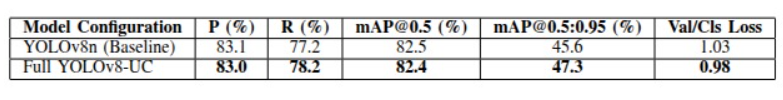 Model Configuration P (%) R (%) mAP@0.5 (%) mAP@0.5:0.95 (%) Val/Cls Loss
YOLOv8n (Baseline) 83.1 77.2 82.5 45.6 1.03
Full YOLOv8-UC 83.0 78.2 82.4 47.3 0.98